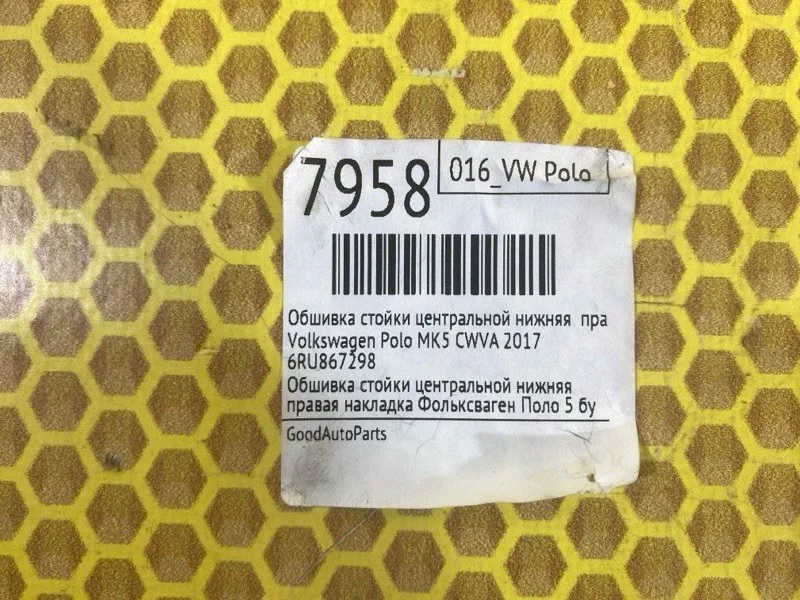 7958
016_VW Polo
Обшивка стойки центральной нижняя пра
Volkswagen Polo MK5 CWVA 2017
6RU867298
Обшивка стойки центральной нижняя
правая накладка Фольксваген Поло 5 бу
GoodAutoParts